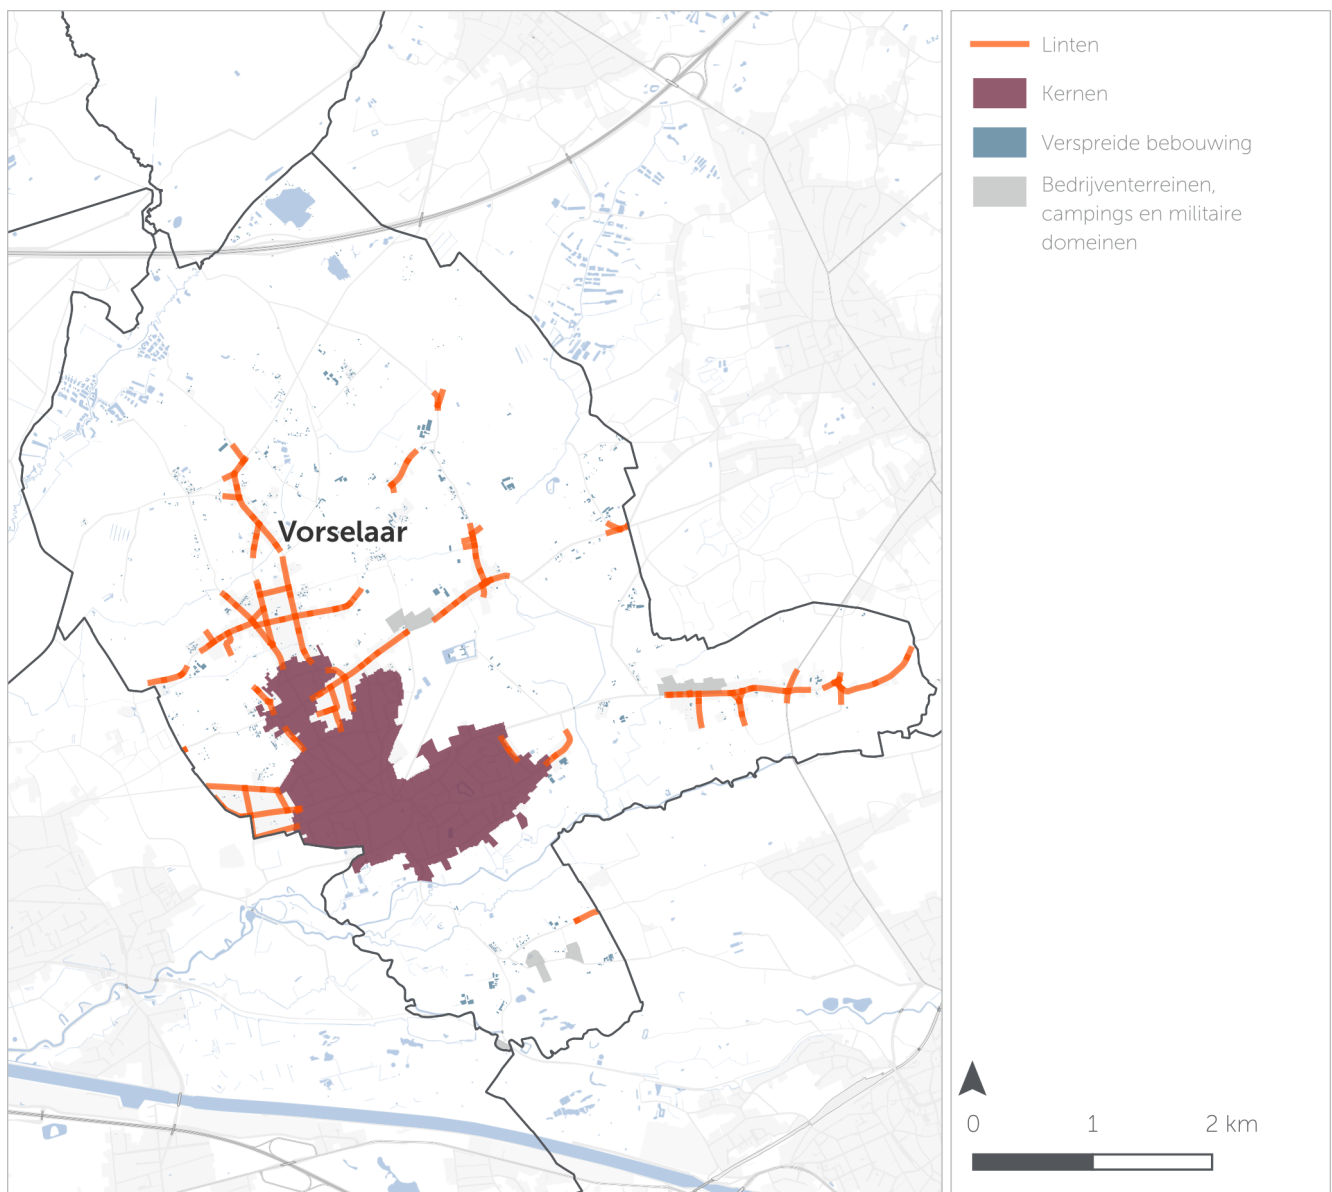 Linten
Kernen
Verspreide bebouwing
Bedrijventerreinen,
campings en militaire
domeinen
Vorselaar
0 1 2 km